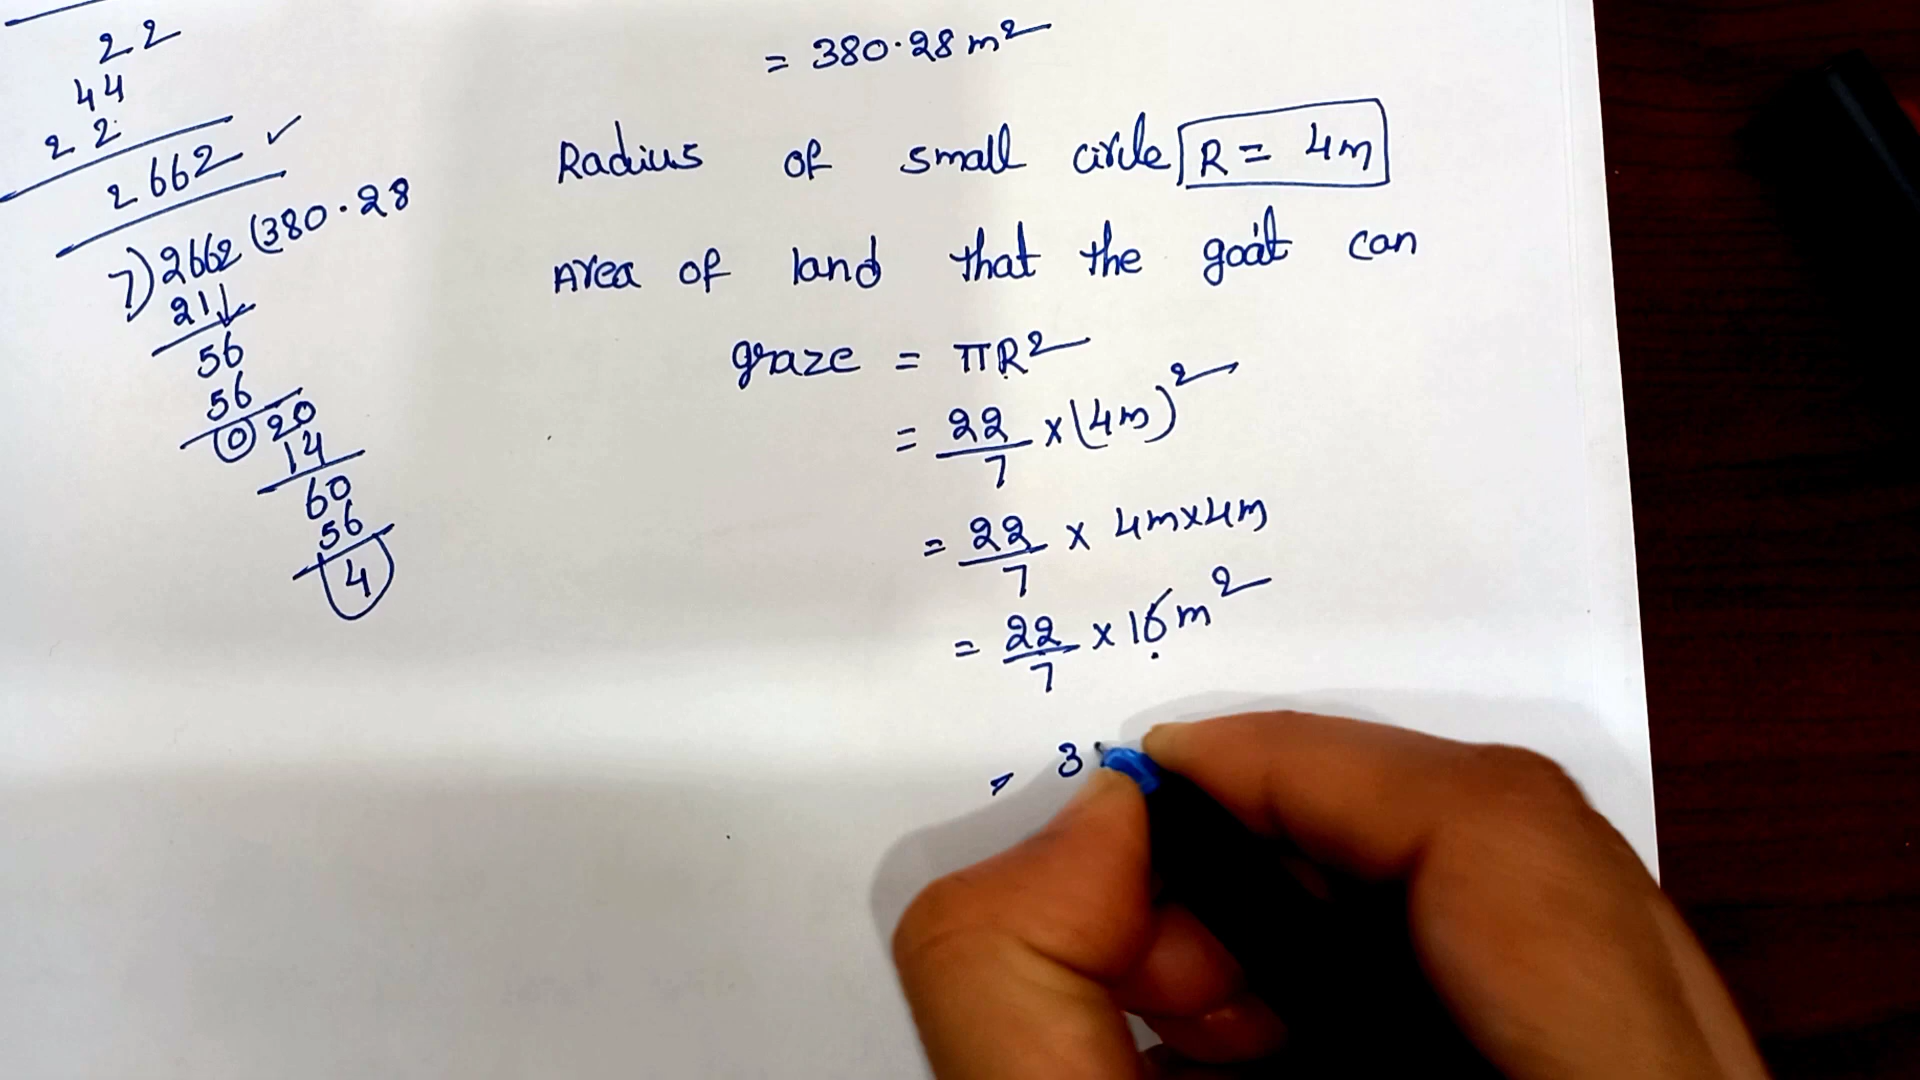 22
44
22
2662 ✓
7)2662(380.28
21↓
56
56
0 20
14
60
56
4
= 380.28 m²
Radius of small circle R = 4m
Area of land that the goat can
graze = πR²
= 22/7 × (4m)²
= 22/7 × 4m×4m
= 22/7 × 16m²
= 3